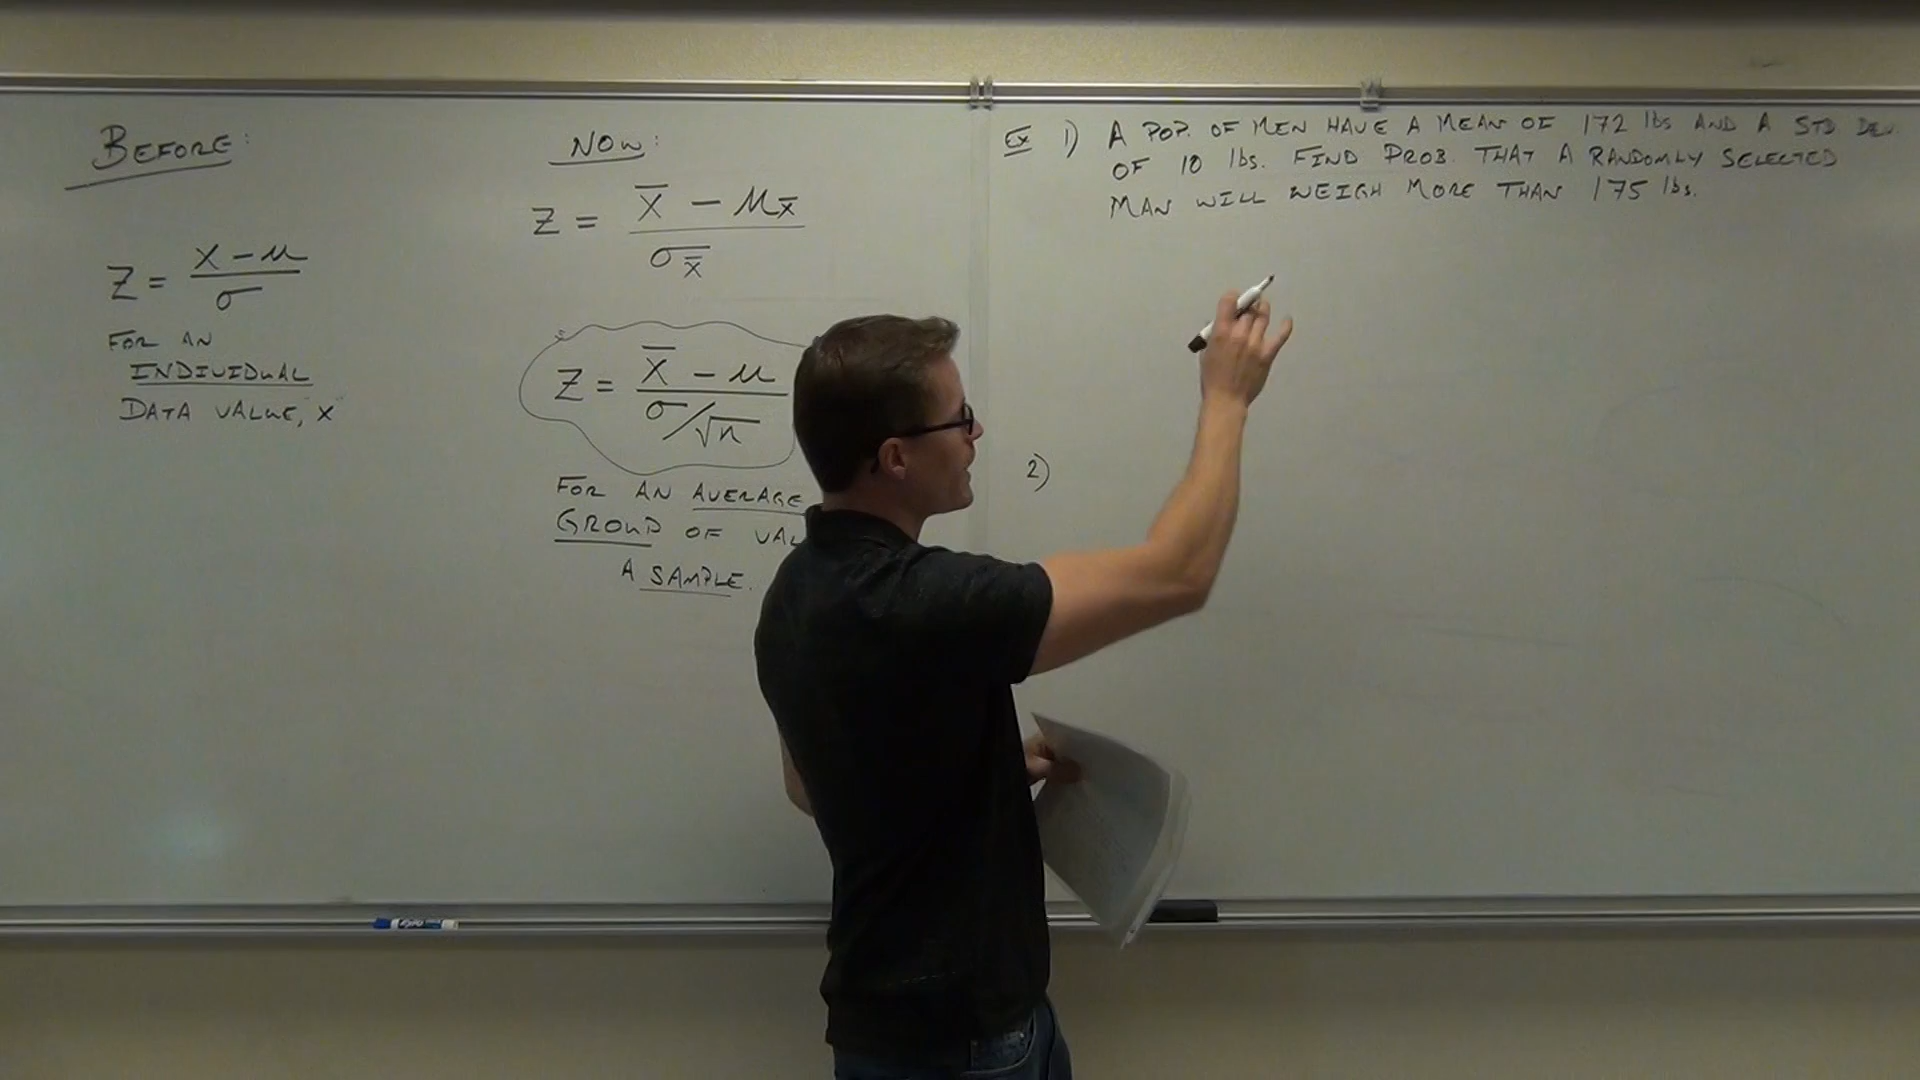 BEFORE:
Z = X - μ / σ
FOR AN
INDIVIDUAL
DATA VALUE, X
NOW:
Z = X̄ - μx̄ / σx̄
Z = X̄ - μ / σ/√n
FOR AN AVERAGE
GROUP OF
A SAMPLE.
EX 1) A POP. OF MEN HAVE A MEAN OF 172 lbs AND A STD DEV.
OF 10 lbs. FIND PROB. THAT A RANDOMLY SELECTED
MAN WILL WEIGH MORE THAN 175 lbs.
2)